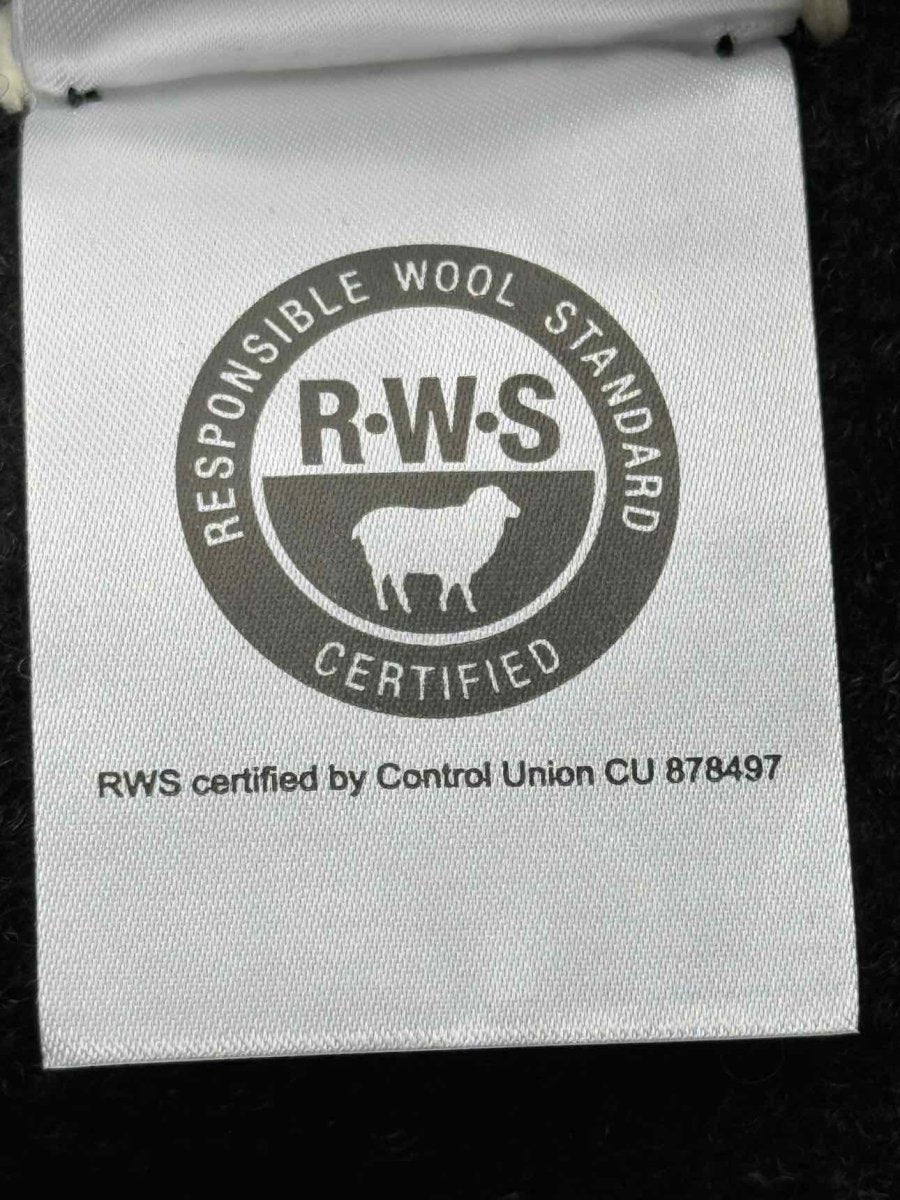 RESPONSIBLE WOOL STANDARD
R·W·S
CERTIFIED
RWS certified by Control Union CU 878497